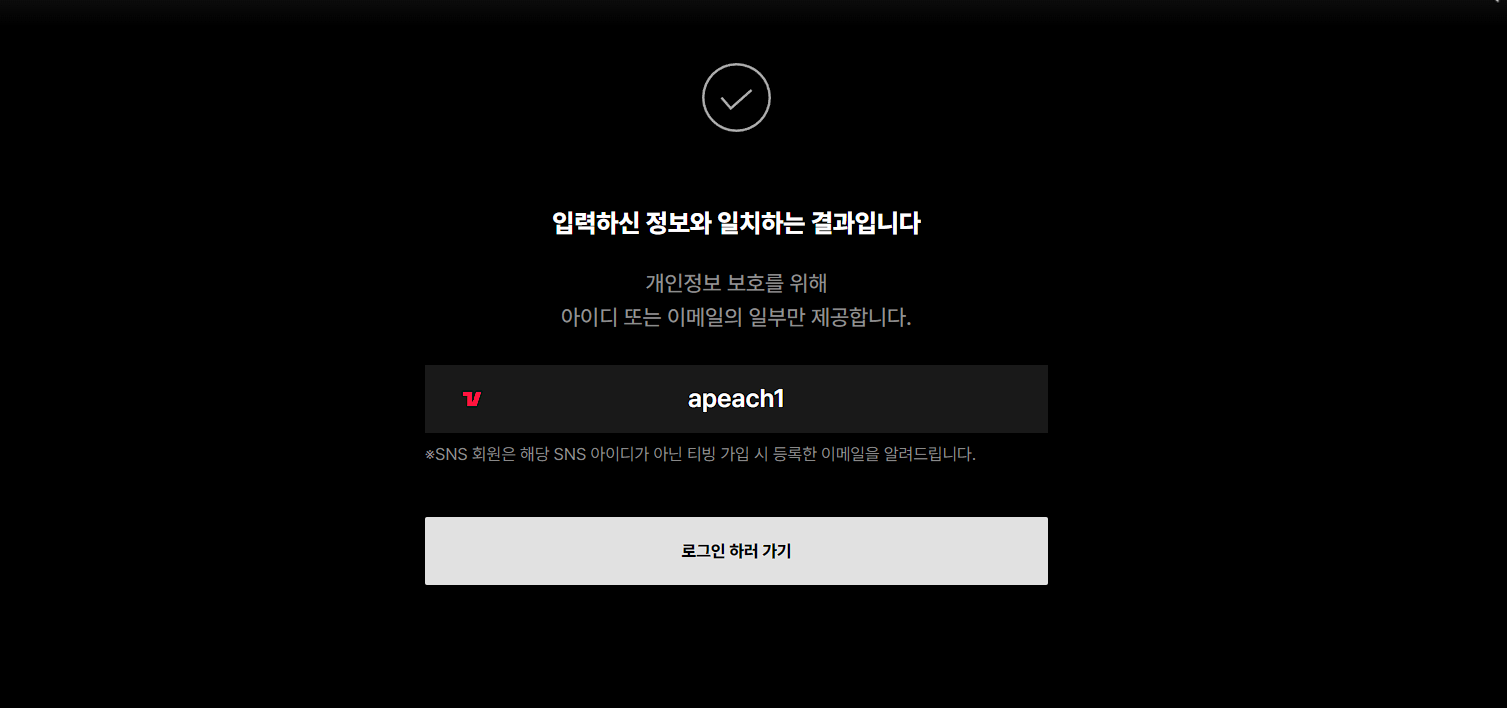 입력하신 정보와 일치하는 결과입니다
개인정보 보호를 위해
아이디 또는 이메일의 일부만 제공합니다.
apeach1
※SNS 회원은 해당 SNS 아이디가 아닌 티빙 가입 시 등록한 이메일을 알려드립니다.
로그인 하러 가기